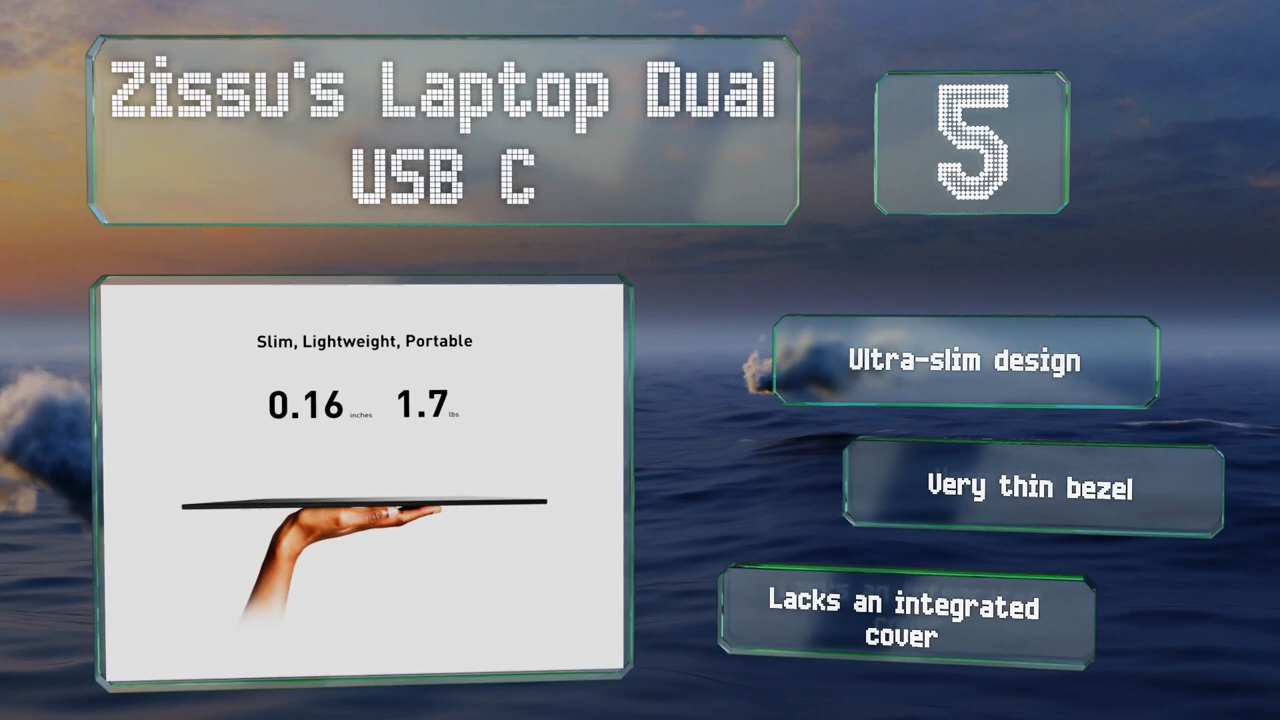 Zissu's Laptop Dual
USB C
5
Slim, Lightweight, Portable
0.16 inches 1.7 lbs
Ultra-slim design
Very thin bezel
Lacks an integrated
cover